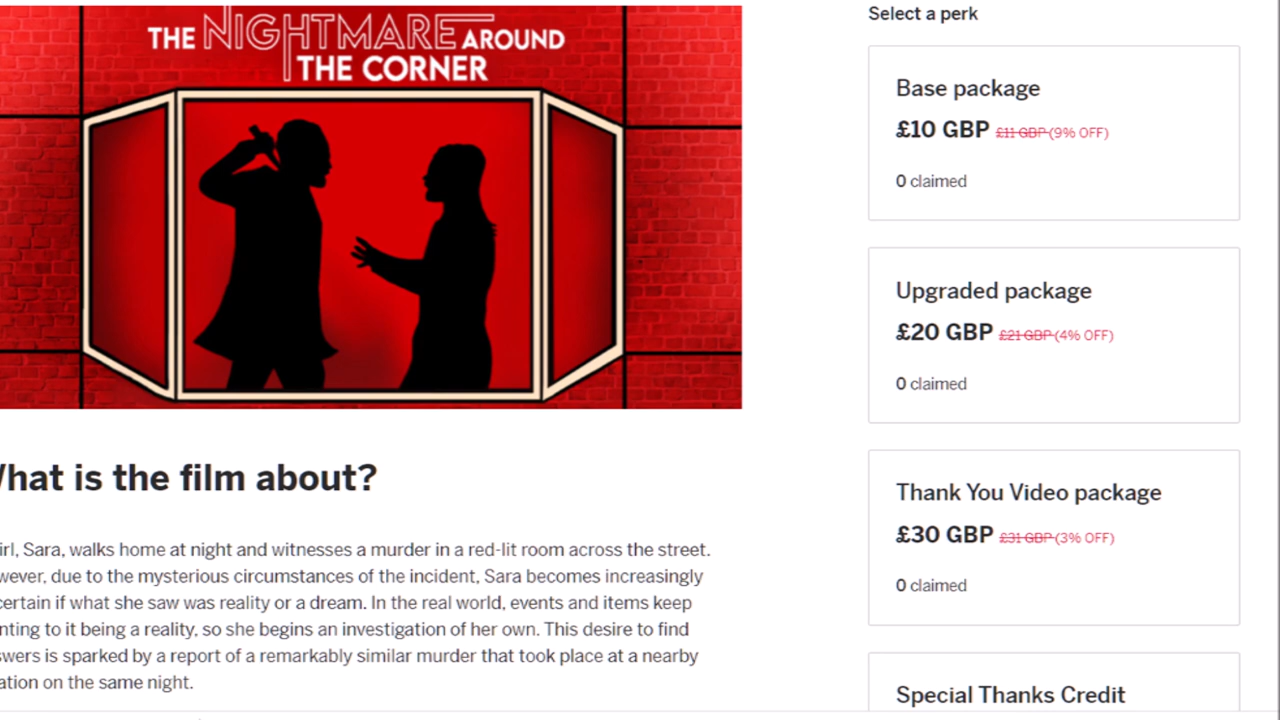 THE NIGHTMARE AROUND
THE CORNER
What is the film about?
irl, Sara, walks home at night and witnesses a murder in a red-lit room across the street.
wever, due to the mysterious circumstances of the incident, Sara becomes increasingly
certain if what she saw was reality or a dream. In the real world, events and items keep
nting to it being a reality, so she begins an investigation of her own. This desire to find
swers is sparked by a report of a remarkably similar murder that took place at a nearby
ation on the same night.
Select a perk
Base package
£10 GBP £11 GBP (9% OFF)
0 claimed
Upgraded package
£20 GBP £21 GBP (4% OFF)
0 claimed
Thank You Video package
£30 GBP £31 GBP (3% OFF)
0 claimed
Special Thanks Credit